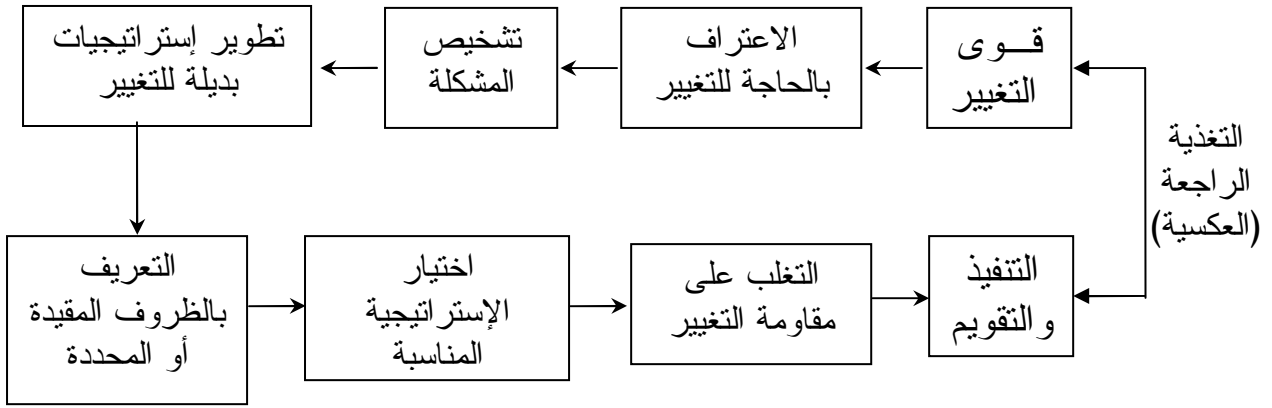 قــوى
التغيير
الاعتراف
بالحاجة للتغيير
تشخيص
المشكلة
تطوير إستراتيجيات
بديلة للتغيير
التعريف
بالظروف المقيدة
أو المحددة
اختيار
الإستراتيجية
المناسبة
التغلب على
مقاومة التغيير
التنفيذ
والتقويم
التغذية
الراجعة
(العكسية)